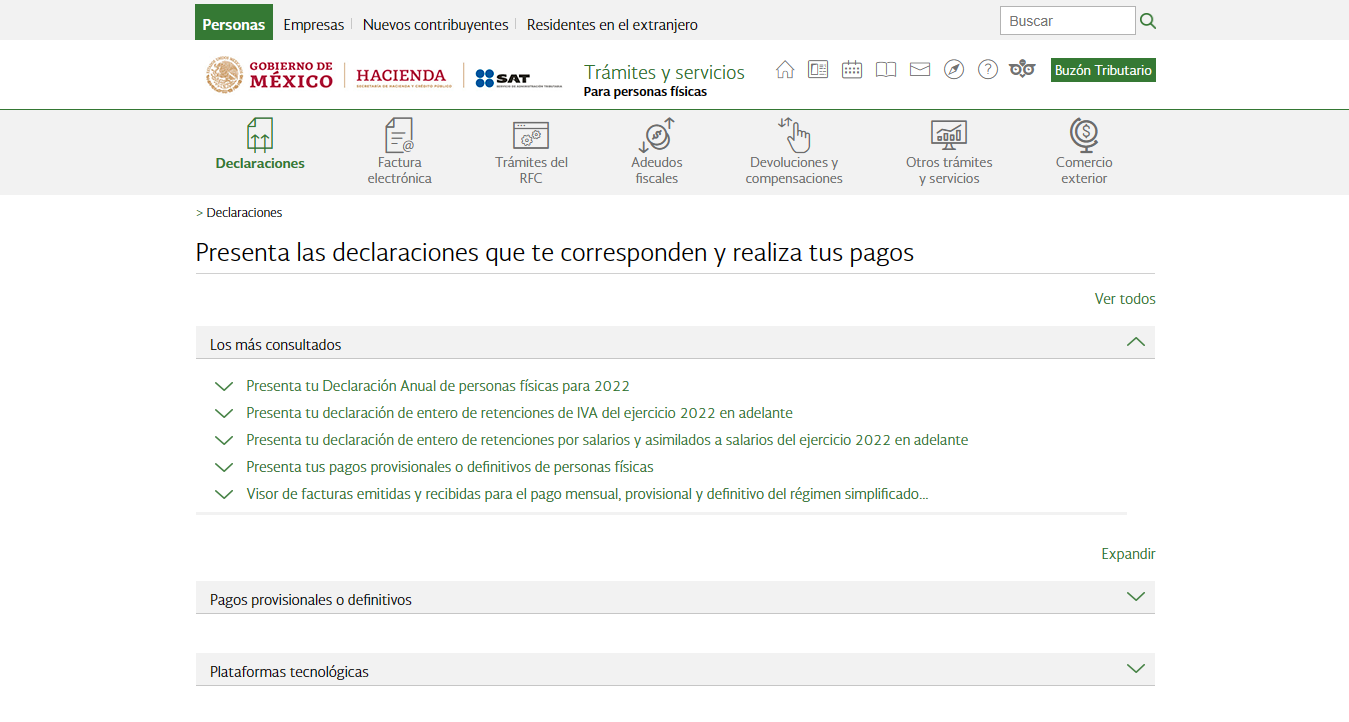 Personas Empresas Nuevos contribuyentes Residentes en el extranjero Buscar
GOBIERNO DE
MÉXICO
HACIENDA
SECRETARÍA DE HACIENDA Y CRÉDITO PÚBLICO
SAT
SERVICIO DE ADMINISTRACIÓN TRIBUTARIA
Trámites y servicios
Para personas físicas
?
Buzón Tributario
Declaraciones
@
Factura
electrónica
Trámites del
RFC
Adeudos
fiscales
Devoluciones y
compensaciones
Otros trámites
y servicios
$
Comercio
exterior
> Declaraciones
Presenta las declaraciones que te corresponden y realiza tus pagos
Ver todos
Los más consultados
Presenta tu Declaración Anual de personas físicas para 2022
Presenta tu declaración de entero de retenciones de IVA del ejercicio 2022 en adelante
Presenta tu declaración de entero de retenciones por salarios y asimilados a salarios del ejercicio 2022 en adelante
Presenta tus pagos provisionales o definitivos de personas físicas
Visor de facturas emitidas y recibidas para el pago mensual, provisional y definitivo del régimen simplificado...
Expandir
Pagos provisionales o definitivos
Plataformas tecnológicas